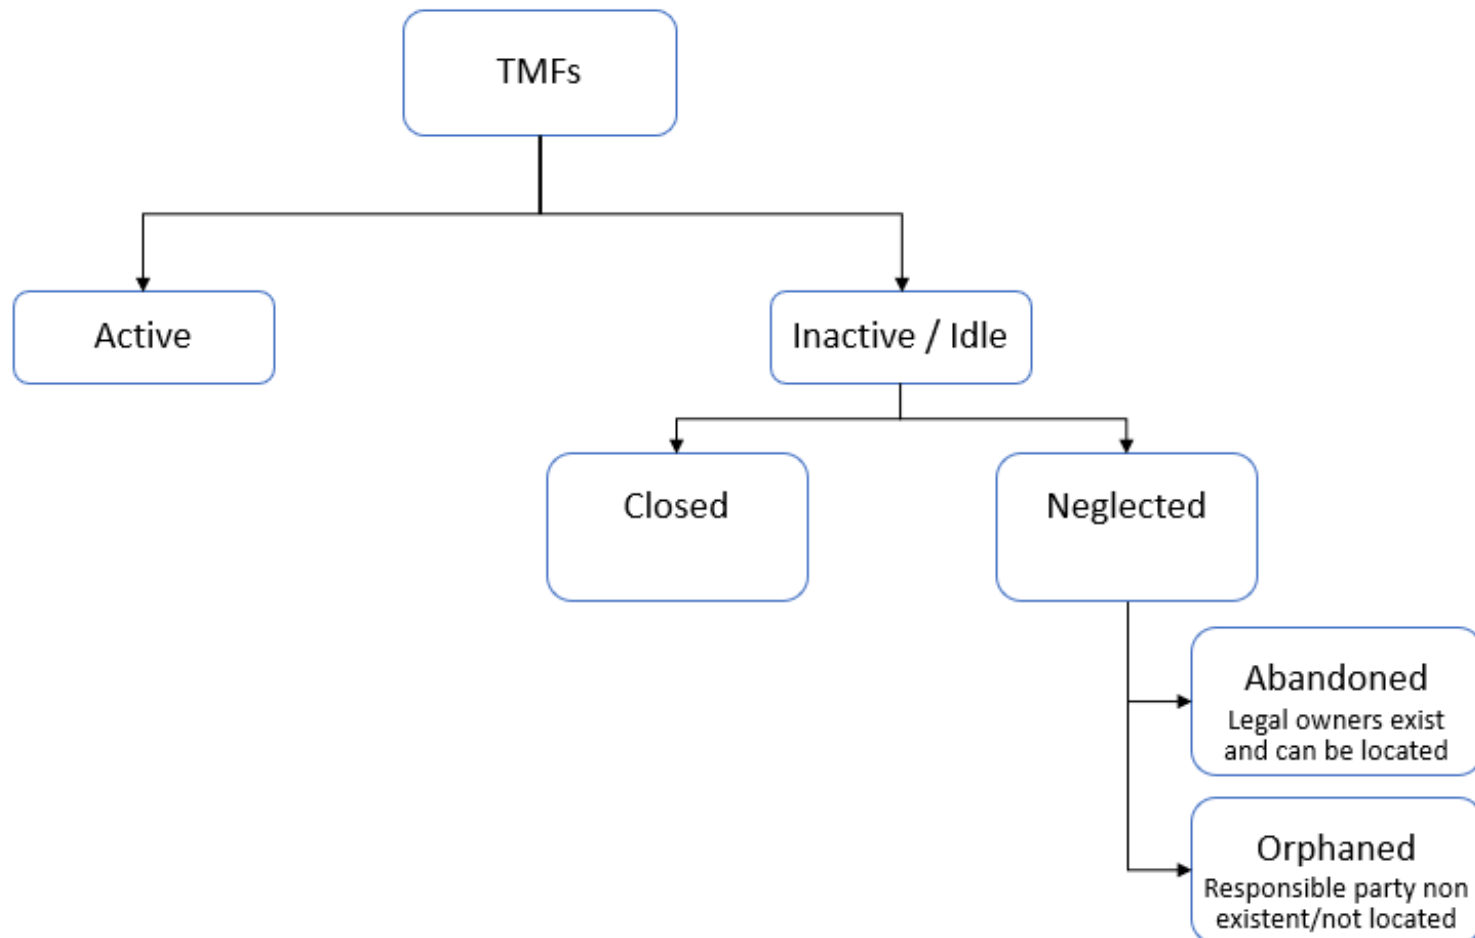 TMFs
Active
Inactive / Idle
Closed
Neglected
Abandoned
Legal owners exist
and can be located
Orphaned
Responsible party non
existent/not located